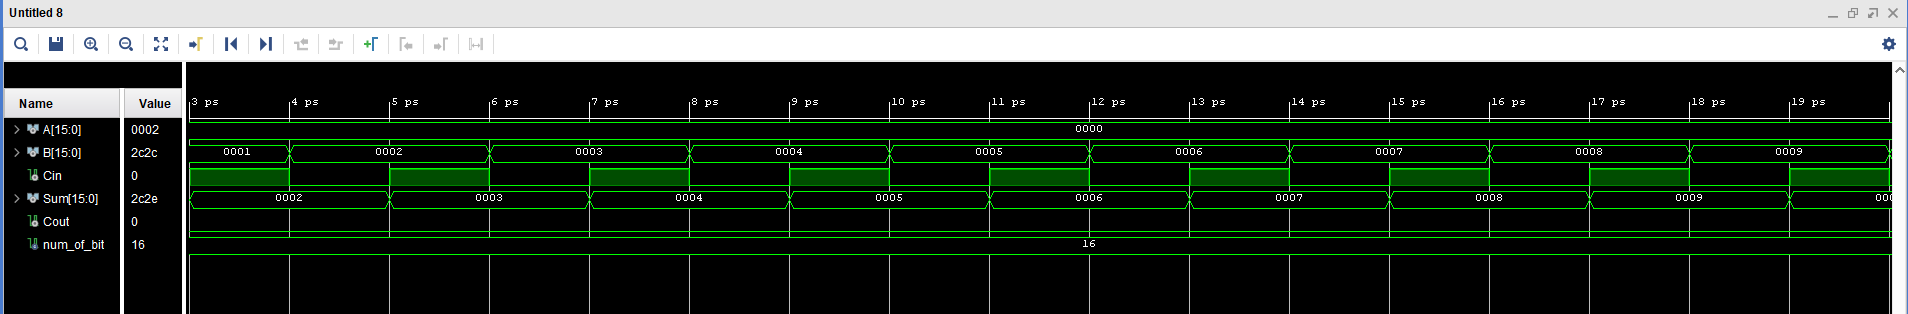 Untitled 8
Name Value 3 ps 4 ps 5 ps 6 ps 7 ps 8 ps 9 ps 10 ps 11 ps 12 ps 13 ps 14 ps 15 ps 16 ps 17 ps 18 ps 19 ps
A[15:0] 0002 0000
B[15:0] 2c2c 0001 0002 0003 0004 0005 0006 0007 0008 0009
Cin 0
Sum[15:0] 2c2e 0002 0003 0004 0005 0006 0007 0008 0009
Cout 0
num_of_bit 16 16